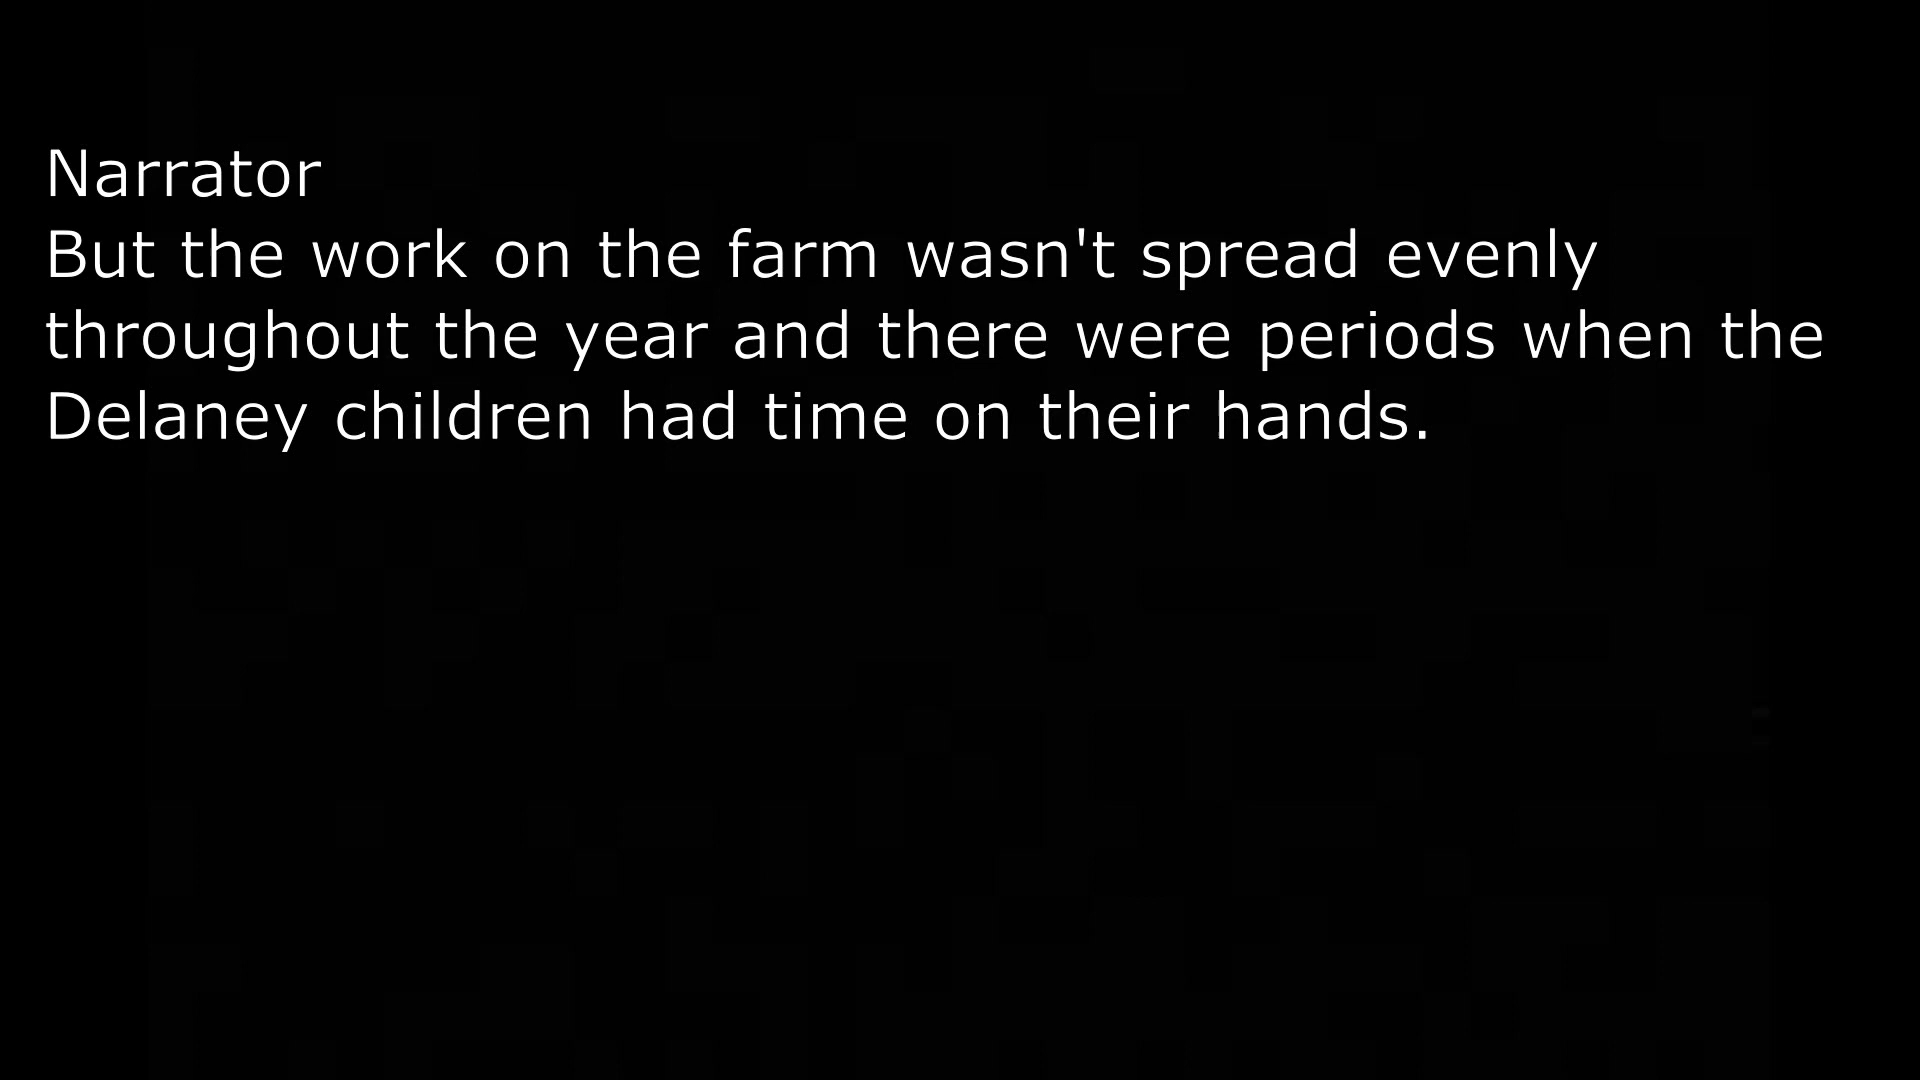 Narrator
But the work on the farm wasn't spread evenly
throughout the year and there were periods when the
Delaney children had time on their hands.